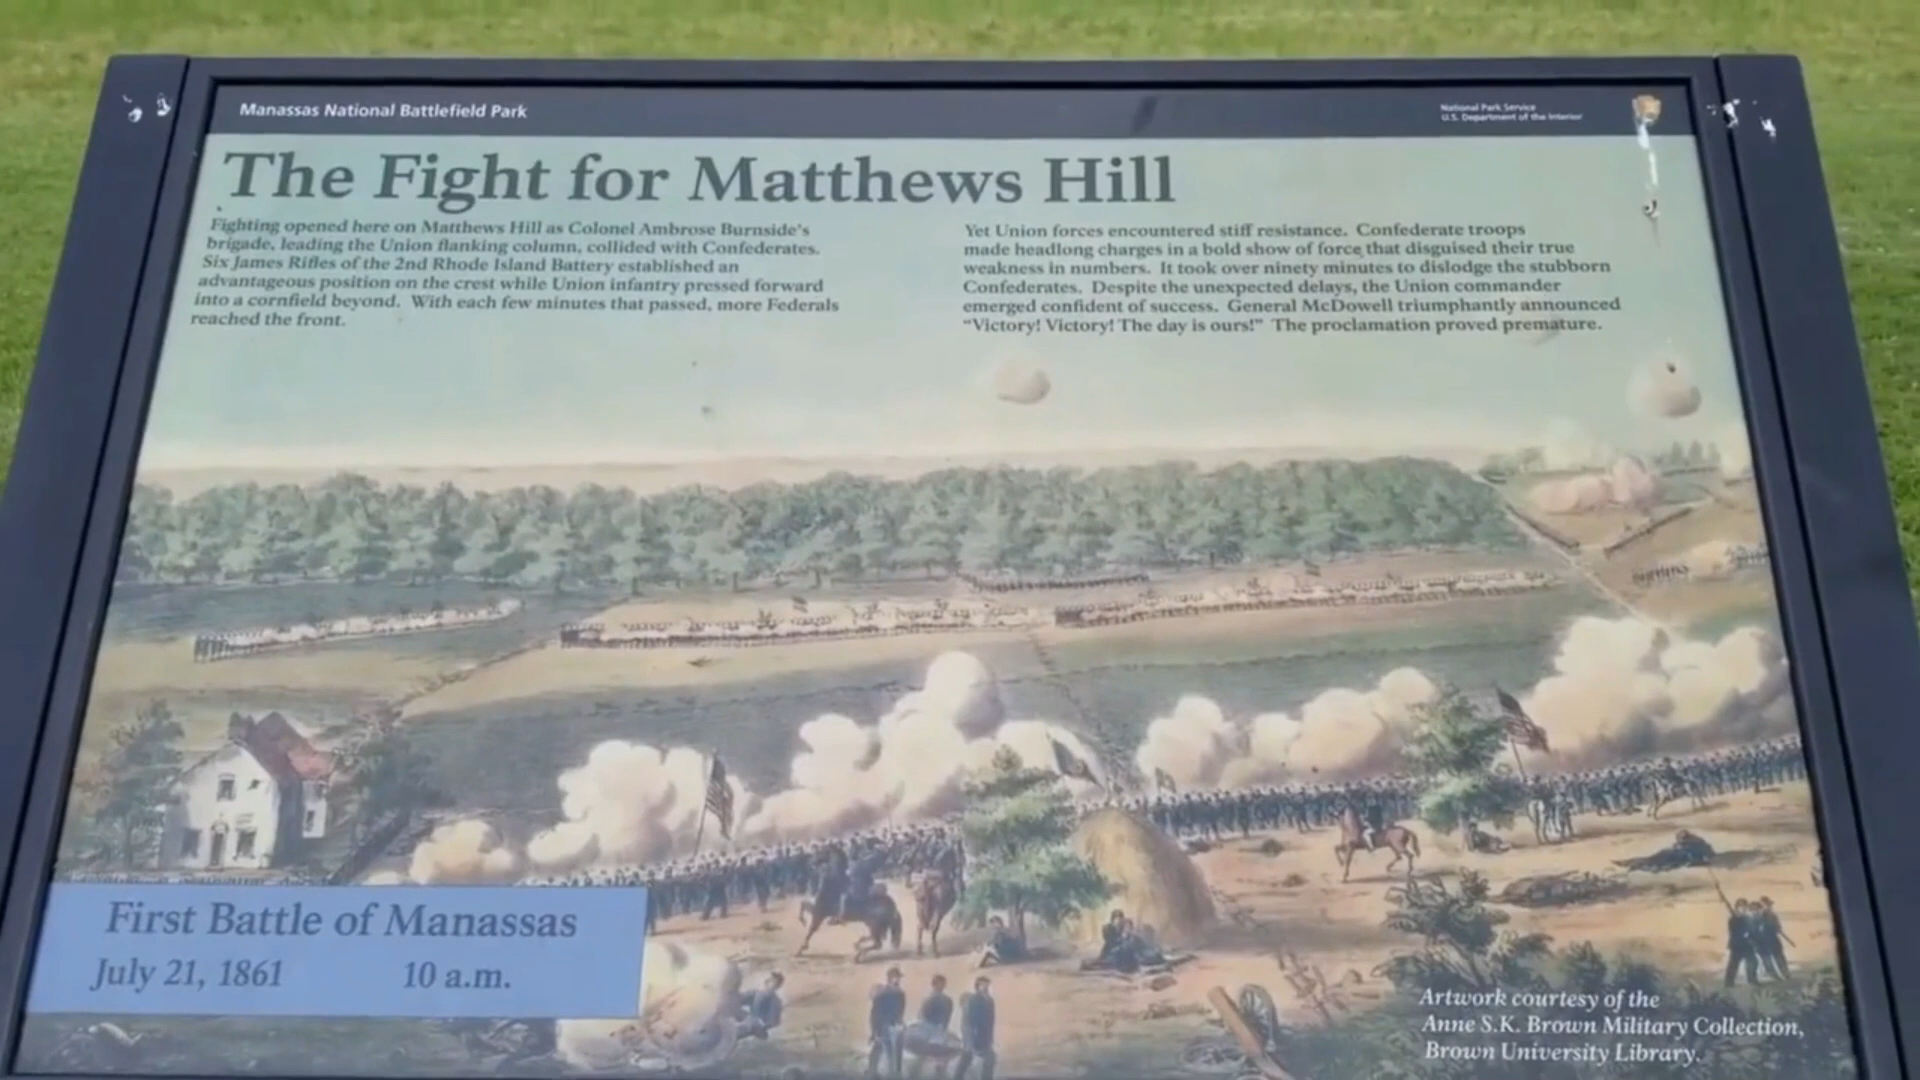 Manassas National Battlefield Park
National Park Service
U.S. Department of the Interior
The Fight for Matthews Hill
Fighting opened here on Matthews Hill as Colonel Ambrose Burnside's
brigade, leading the Union flanking column, collided with Confederates.
Six James Rifles of the 2nd Rhode Island Battery established an
advantageous position on the crest while Union infantry pressed forward
into a cornfield beyond. With each few minutes that passed, more Federals
reached the front.
Yet Union forces encountered stiff resistance. Confederate troops
made headlong charges in a bold show of force that disguised their true
weakness in numbers. It took over ninety minutes to dislodge the stubborn
Confederates. Despite the unexpected delays, the Union commander
emerged confident of success. General McDowell triumphantly announced
"Victory! Victory! The day is ours!" The proclamation proved premature.
First Battle of Manassas
July 21, 1861 10 a.m.
Artwork courtesy of the
Anne S.K. Brown Military Collection,
Brown University Library.